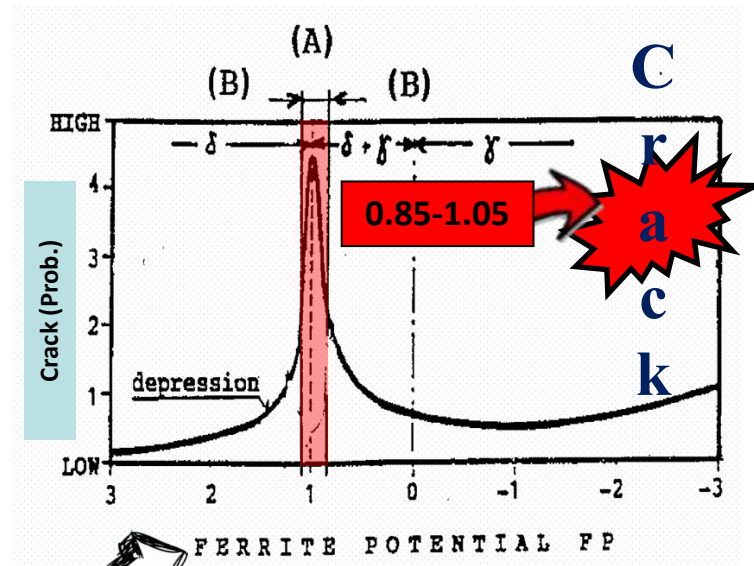 (A)
(B) (B)
C
r
a
c
k
HIGH
δ δ + γ γ
0.85-1.05
4
3
2
1
LOW
Crack (Prob.)
depression
3 2 1 0 -1 -2 -3
FERRITE POTENTIAL FP